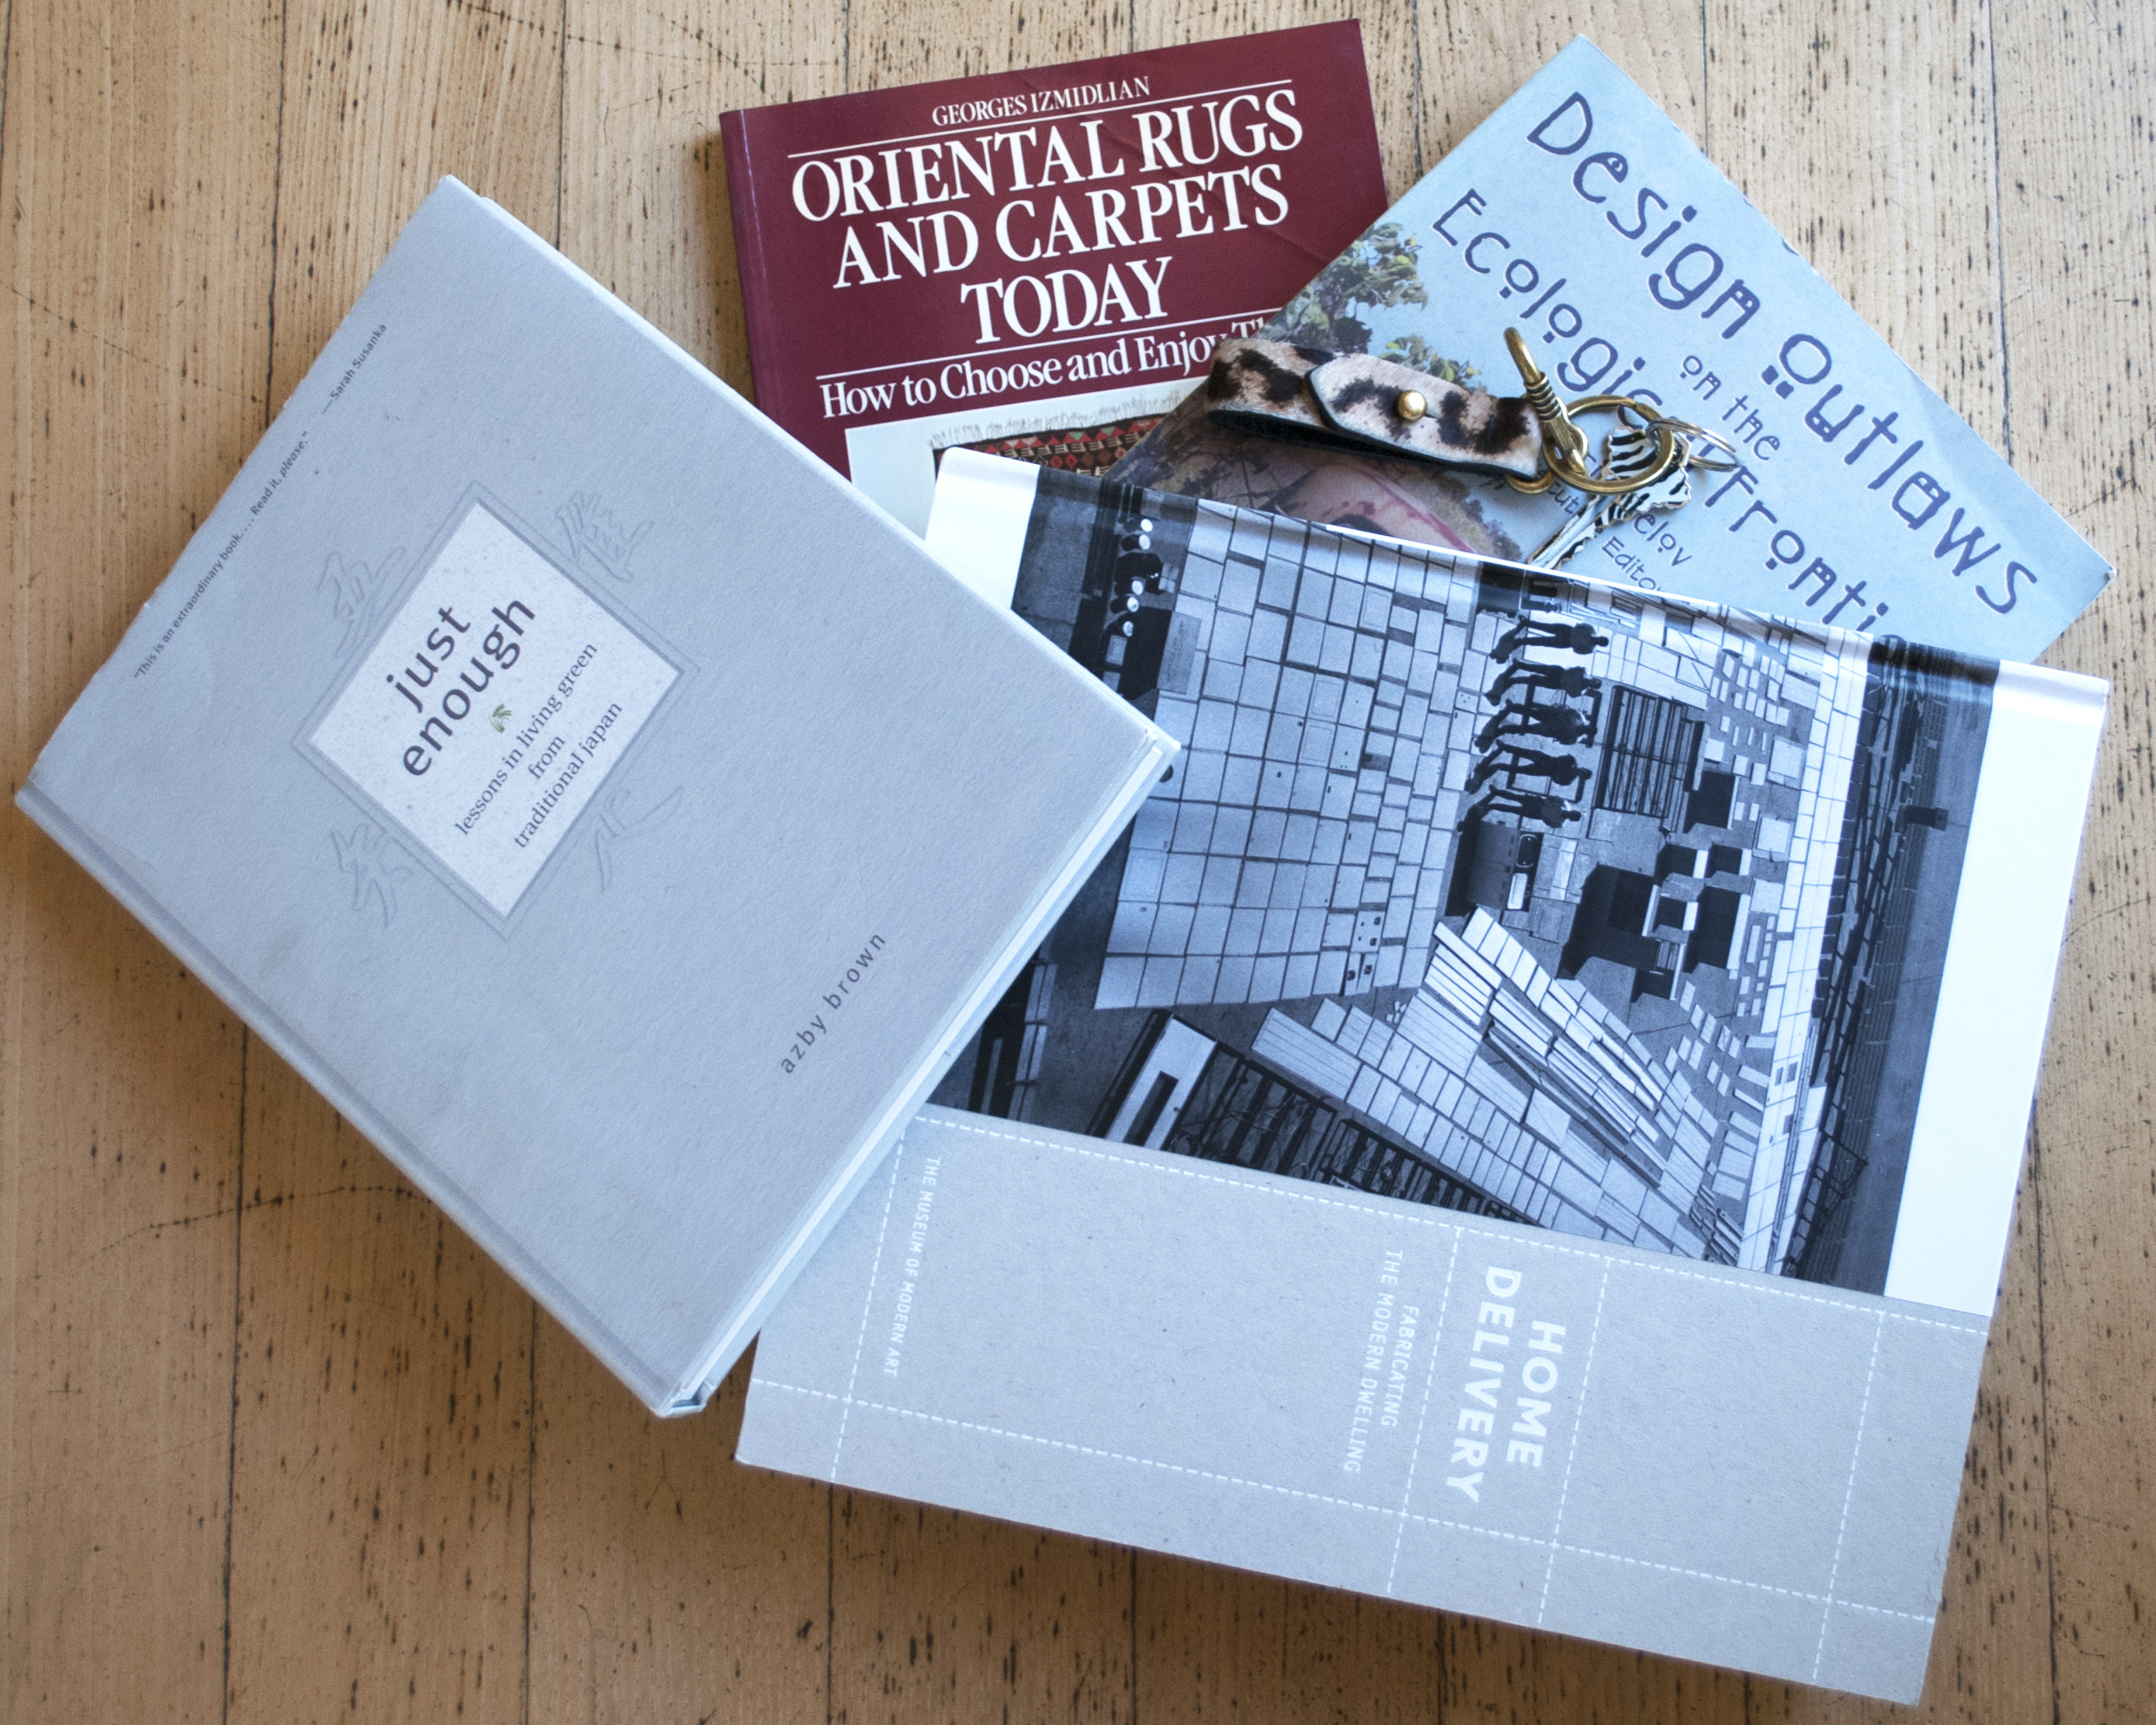 GEORGES IZMIDLIAN
ORIENTAL RUGS
AND CARPETS
TODAY
How to Choose and Enjoy
Design Outlaws
on the
Ecological Fronti
Editor
"This is an extraordinary book. . . . Read it, please."
—Sarah Susanka
just
enough
lessons in living green
from
traditional japan
azby brown
HOME
DELIVERY
FABRICATING
THE MODERN DWELLING
THE MUSEUM OF MODERN ART